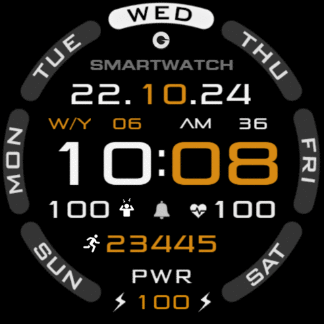 WED
TUE
THU
SMARTWATCH
22.10.24
W/Y 06 AM 36
10:08
MON
FRI
100 100
23445
SUN
SAT
PWR
100